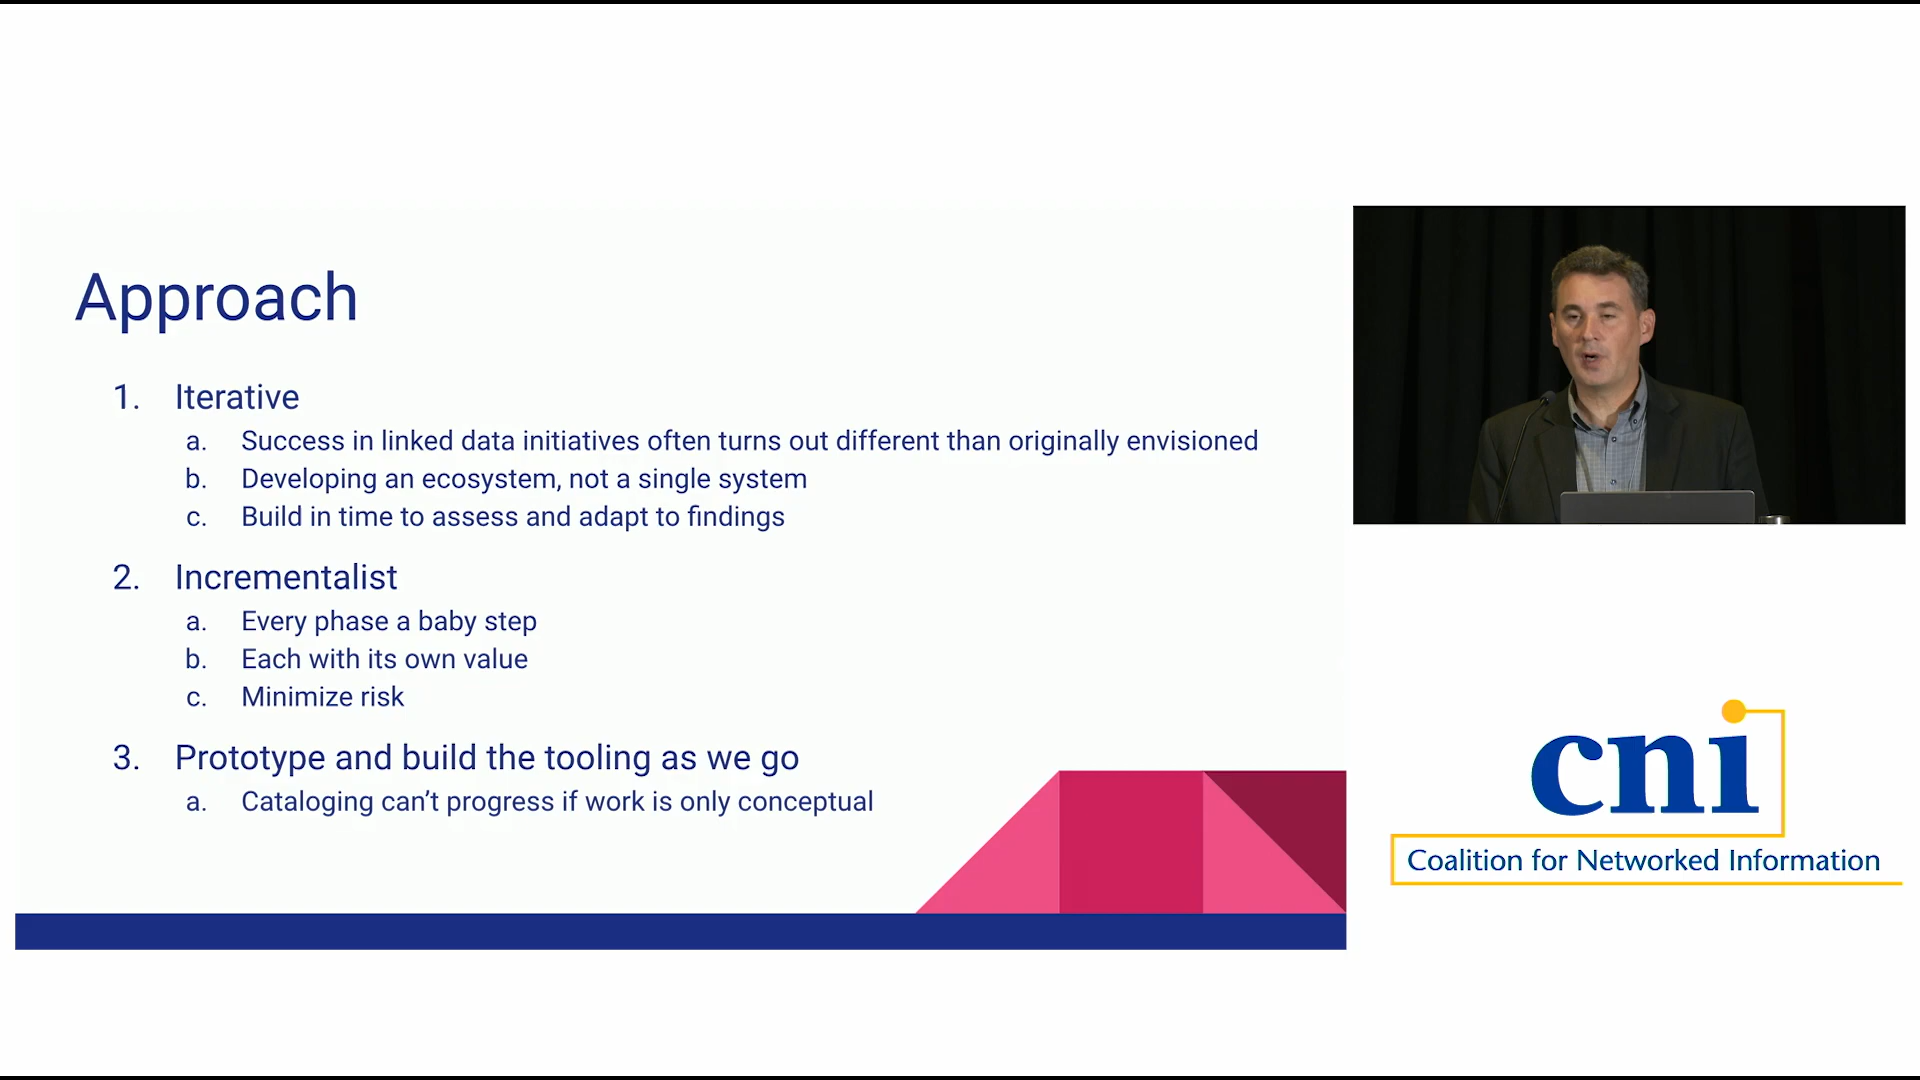 Approach
1. Iterative
a. Success in linked data initiatives often turns out different than originally envisioned
b. Developing an ecosystem, not a single system
c. Build in time to assess and adapt to findings
2. Incrementalist
a. Every phase a baby step
b. Each with its own value
c. Minimize risk
3. Prototype and build the tooling as we go
a. Cataloging can’t progress if work is only conceptual
cni
Coalition for Networked Information